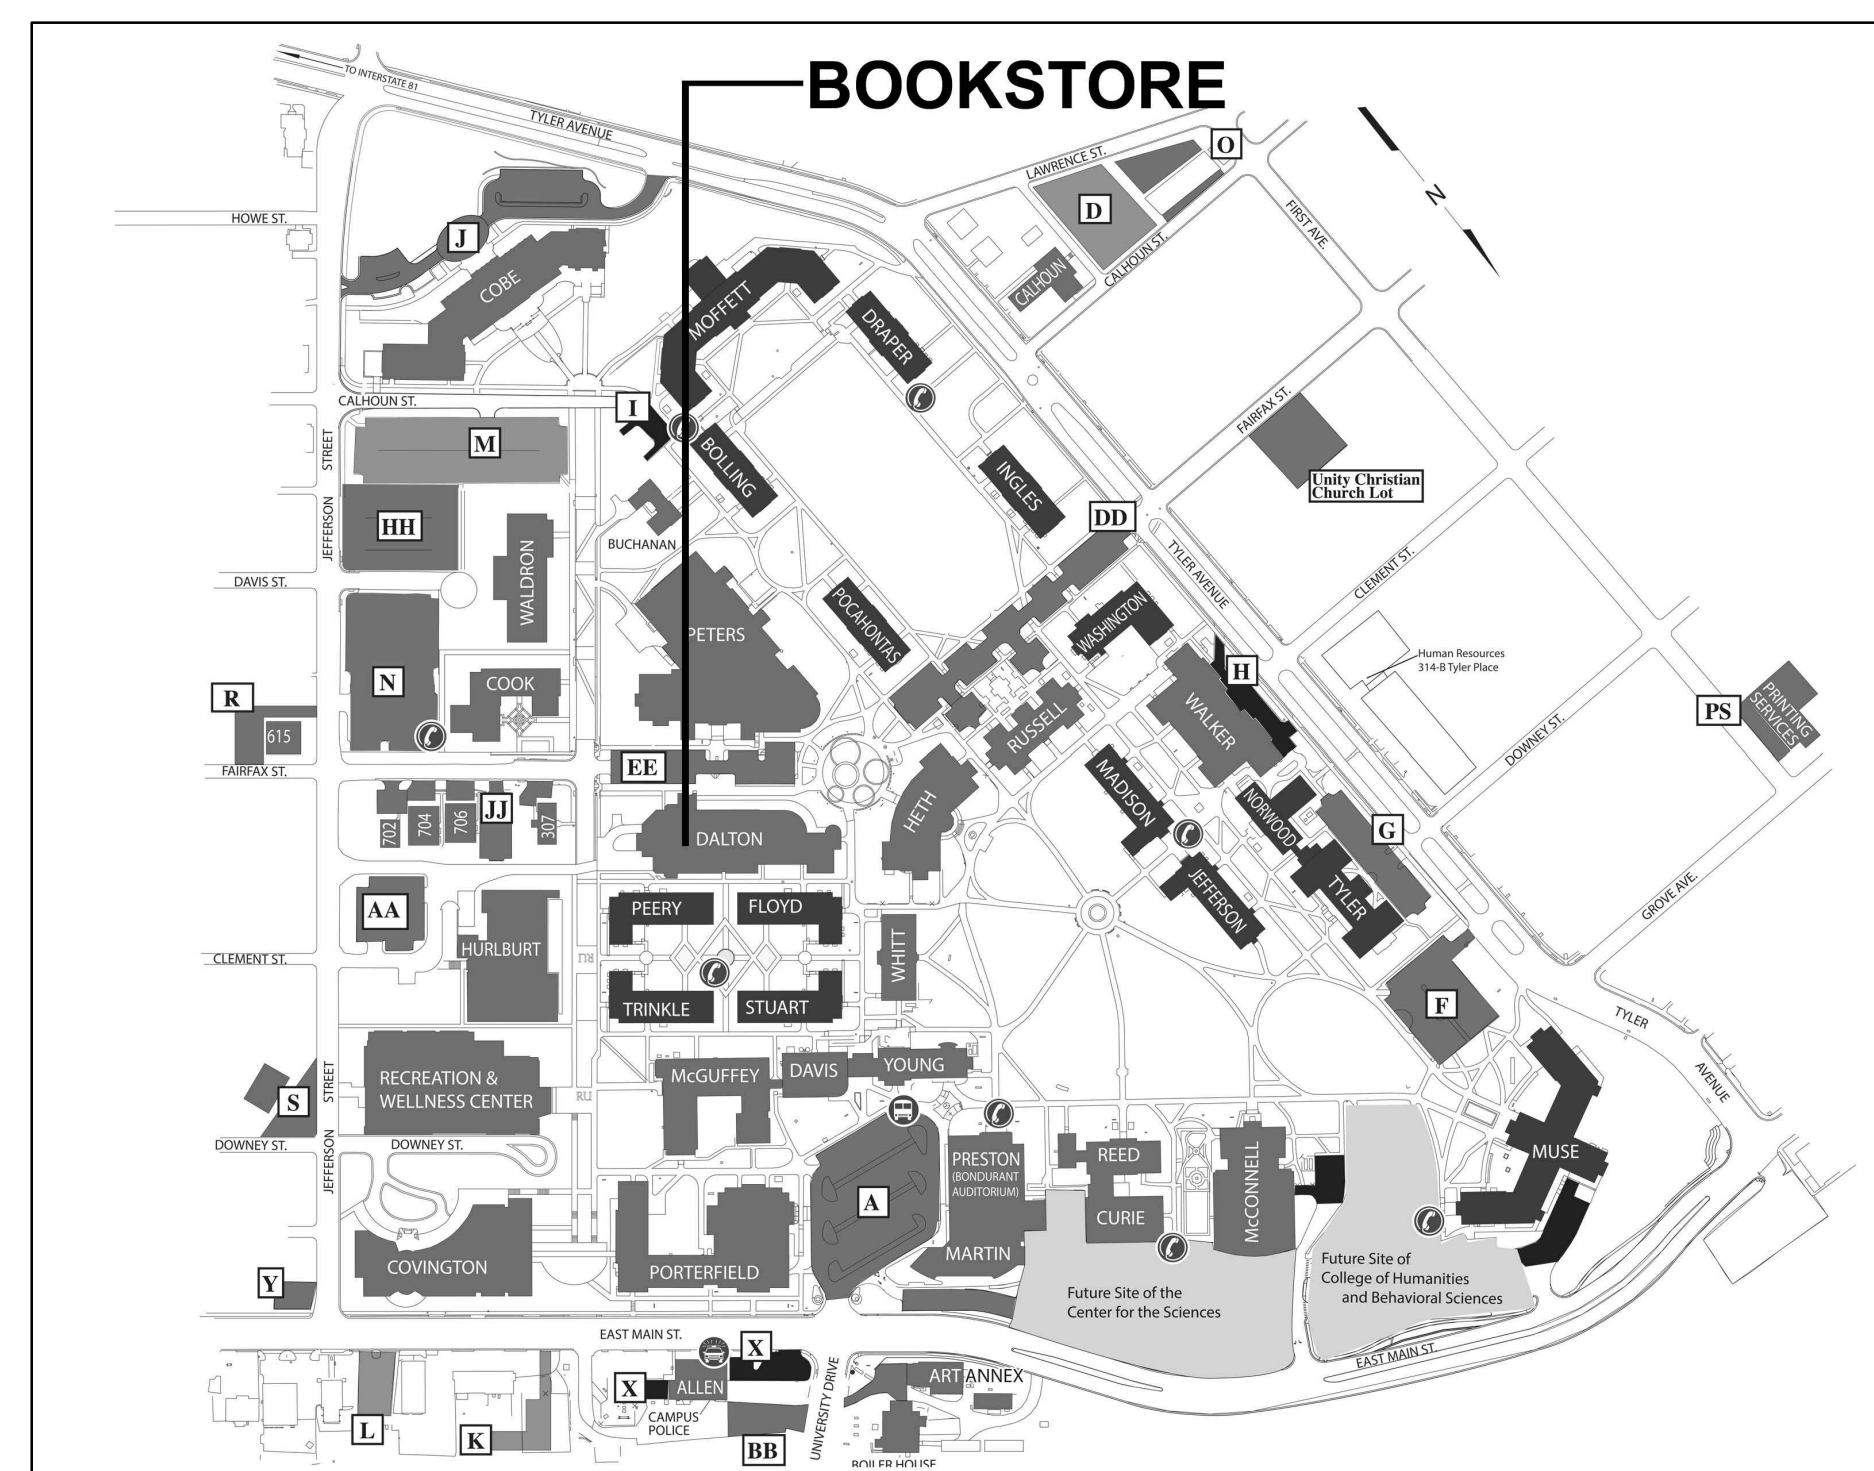 BOOKSTORE
TO INTERSTATE 81
TYLER AVENUE
O
LAWRENCE ST.
D
N
HOWE ST.
J
FIRST AVE.
CALHOUN ST.
CALHOUN
COBE
MOFFETT
DRAPER
CALHOUN ST.
I
FAIRFAX ST.
M
STREET
BOLLING
INGLES
Unity Christian
Church Lot
HH
JEFFERSON
DD
BUCHANAN
WALDRON
TYLER AVENUE
CLEMENT ST.
DAVIS ST.
POCAHONTAS
WASHINGTON
PETERS
Human Resources
314-B Tyler Place
H
N
COOK
R
615
RUSSELL
WALKER
PS
PRINTING
SERVICES
DOWNEY ST.
FAIRFAX ST.
EE
MADISON
HETH
NORWOOD
G
702
704
706
JJ
307
DALTON
TYLER
JEFFERSON
GROVE AVE.
AA
PEERY
FLOYD
HURLBURT
WHITT
CLEMENT ST.
RU
TRINKLE
STUART
F
TYLER
AVENUE
McGUFFEY
DAVIS
YOUNG
RECREATION &
WELLNESS CENTER
STREET
RU
S
DOWNEY ST.
DOWNEY ST.
JEFFERSON
PRESTON
(BONDURANT
AUDITORIUM)
REED
McCONNELL
MUSE
A
CURIE
COVINGTON
PORTERFIELD
MARTIN
Y
Future Site of the
Center for the Sciences
Future Site of
College of Humanities
and Behavioral Sciences
EAST MAIN ST.
EAST MAIN ST.
X
X
ALLEN
UNIVERSITY DRIVE
ART ANNEX
CAMPUS
POLICE
L
K
BB
BOILER HOUSE